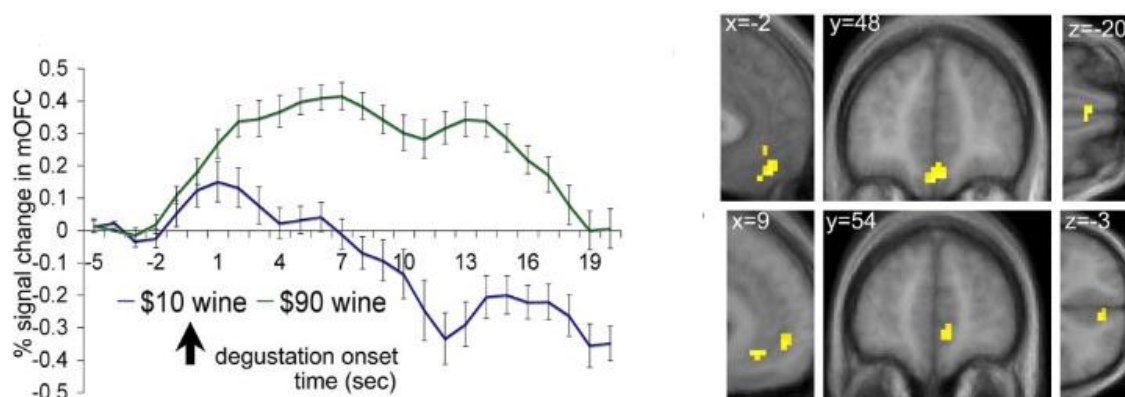 % signal change in mOFC
0.5
0.4
0.3
0.2
0.1
0
-0.1
-0.2
-0.3
-0.4
-0.5
-5 -2 1 4 7 10 13 16 19
$10 wine $90 wine
degustation onset
time (sec)
x=-2 y=48 z=-20
x=9 y=54 z=-3